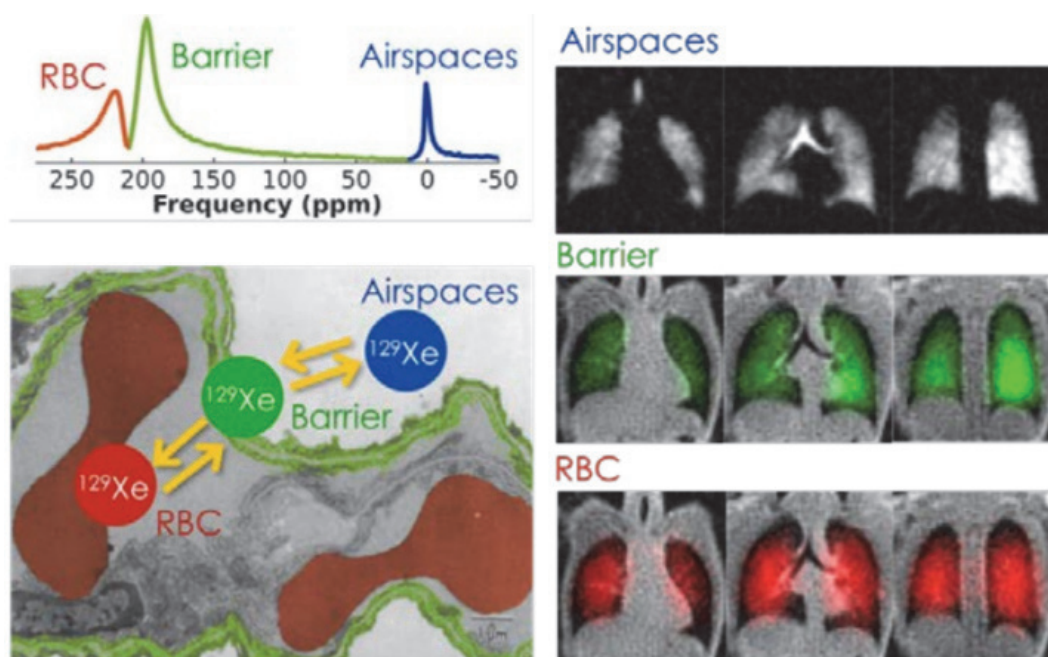 RBC
Barrier
Airspaces
250 200 150 100 50 0 -50
Frequency (ppm)
Airspaces
¹²⁹Xe
¹²⁹Xe
Barrier
¹²⁹Xe
RBC
Airspaces
Barrier
RBC